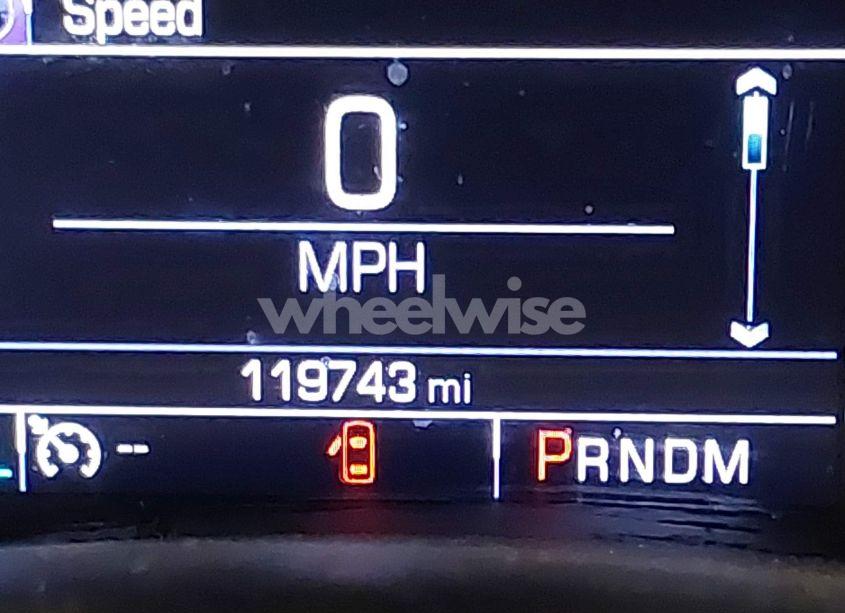 Speed
0
MPH
wheelwise
119743 mi
--
PRNDM